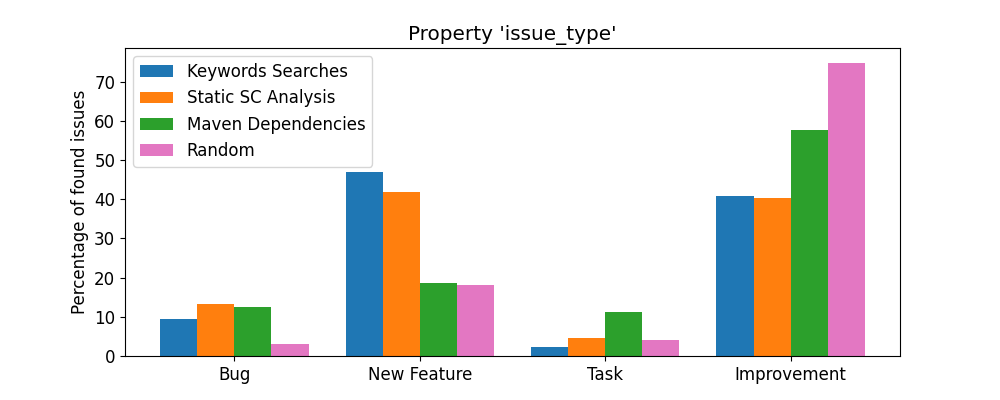 Property 'issue_type'
Keywords Searches
Static SC Analysis
Maven Dependencies
Random
Percentage of found issues
70
60
50
40
30
20
10
0
Bug New Feature Task Improvement